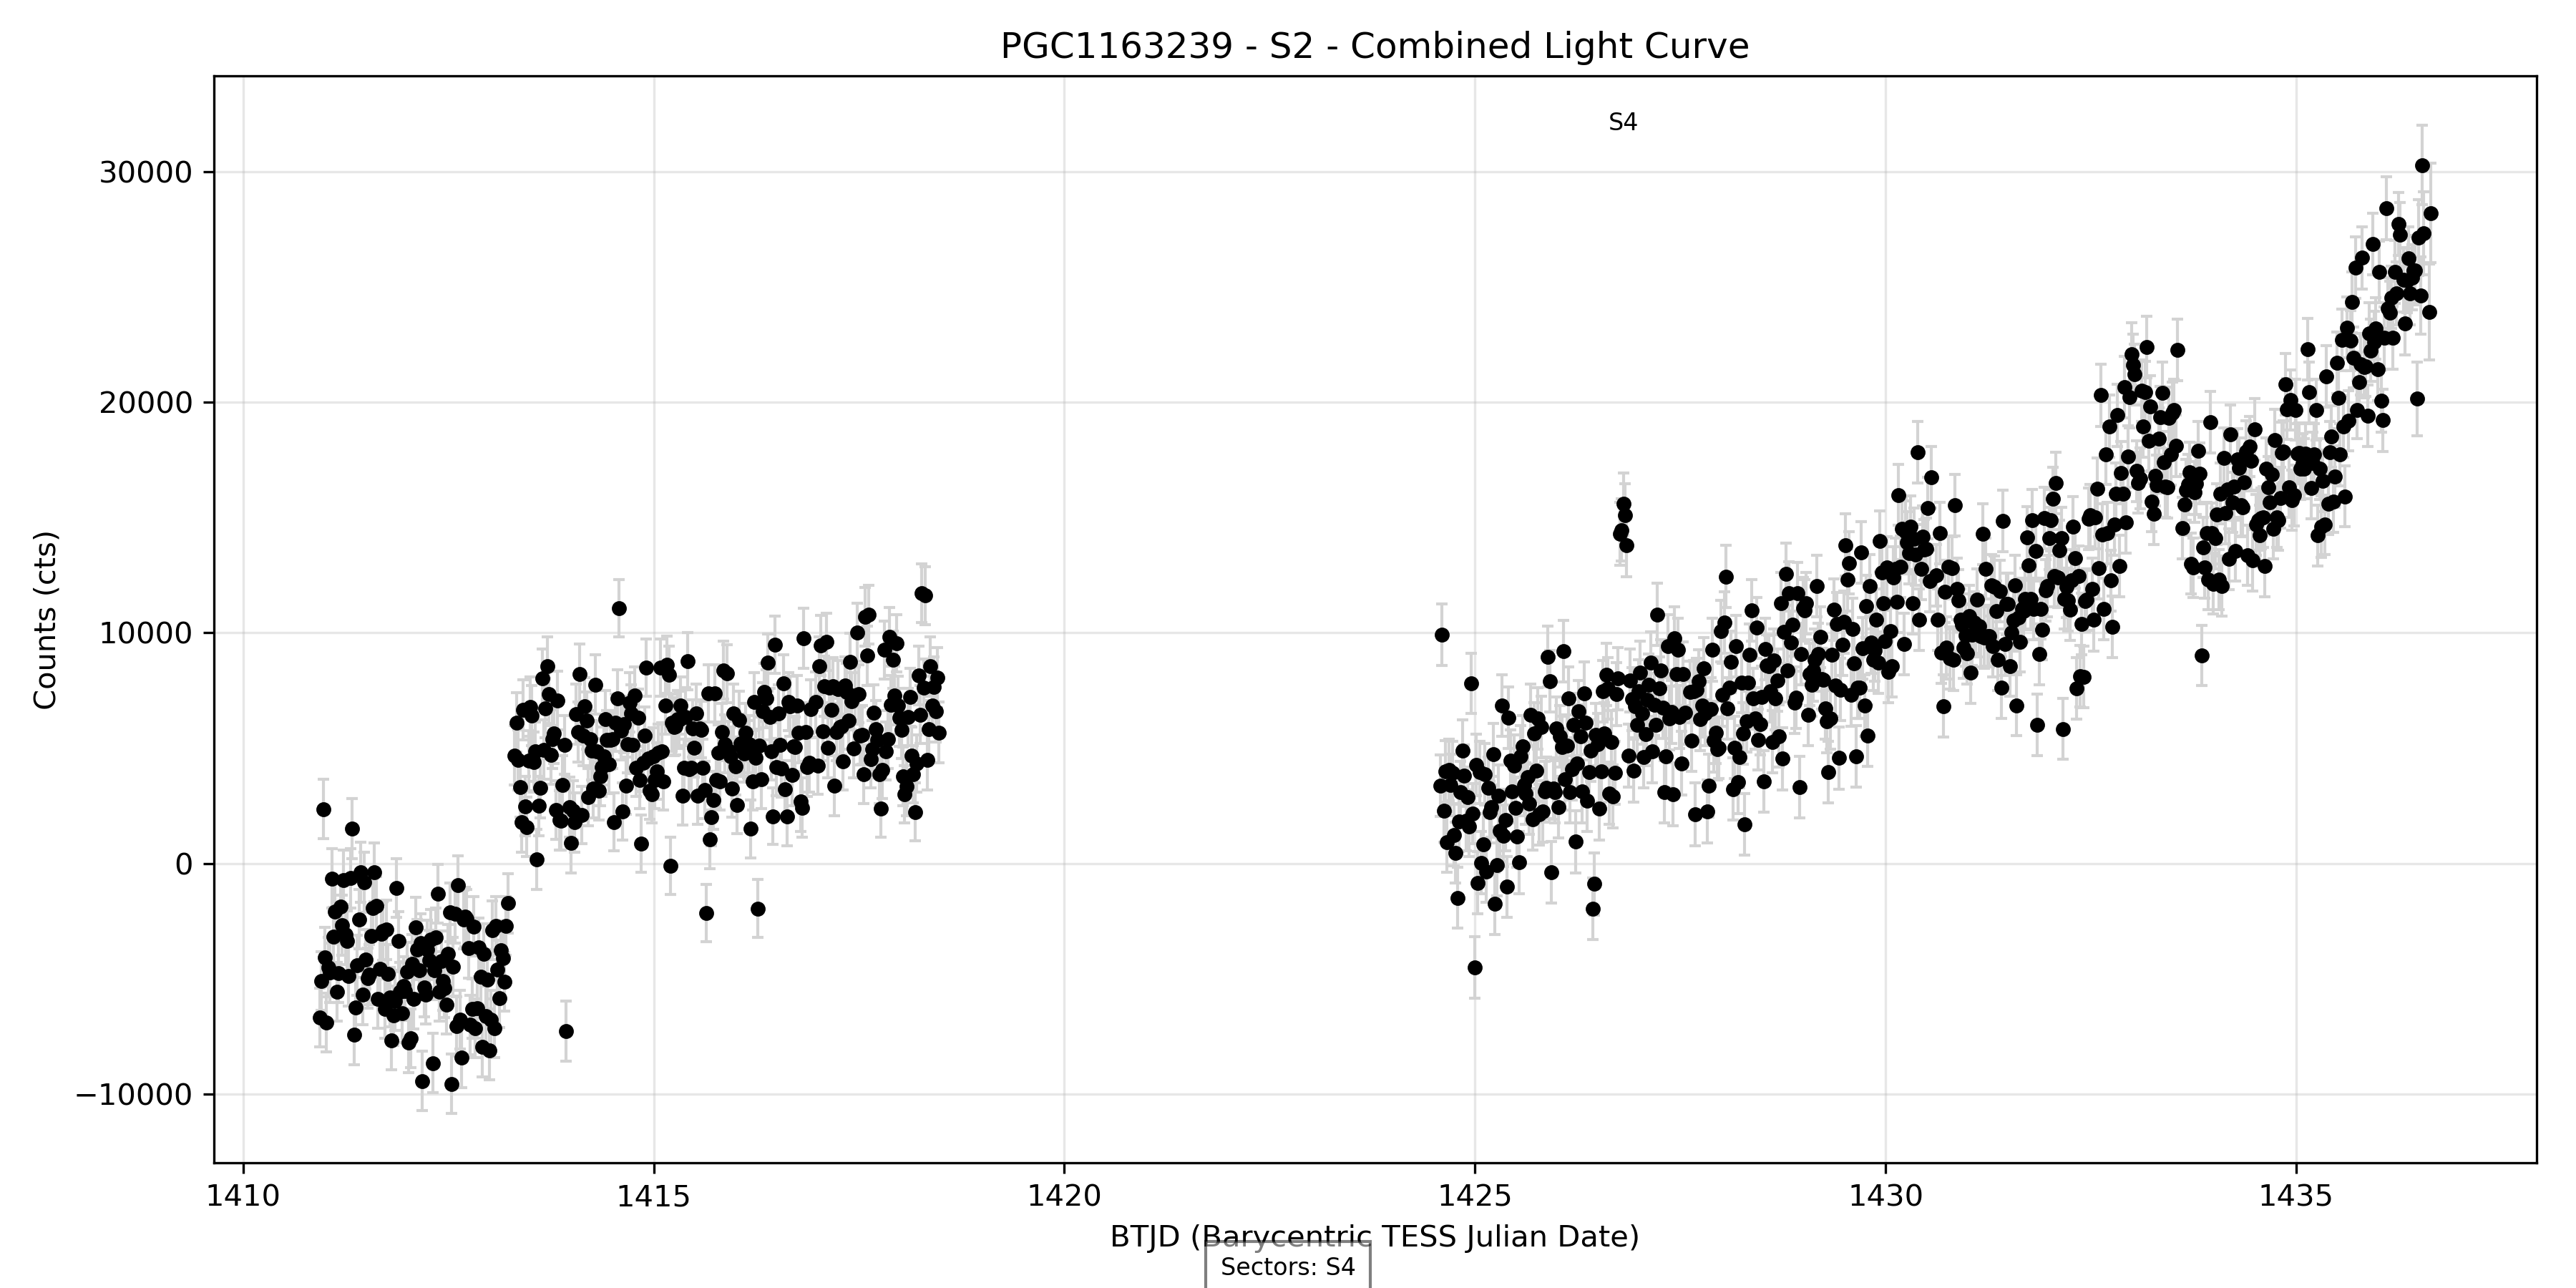 PGC1163239 - S2 - Combined Light Curve
S4
30000
20000
10000
0
−10000
Counts (cts)
1410 1415 1420 1425 1430 1435
BTJD (Barycentric TESS Julian Date)
Sectors: S4